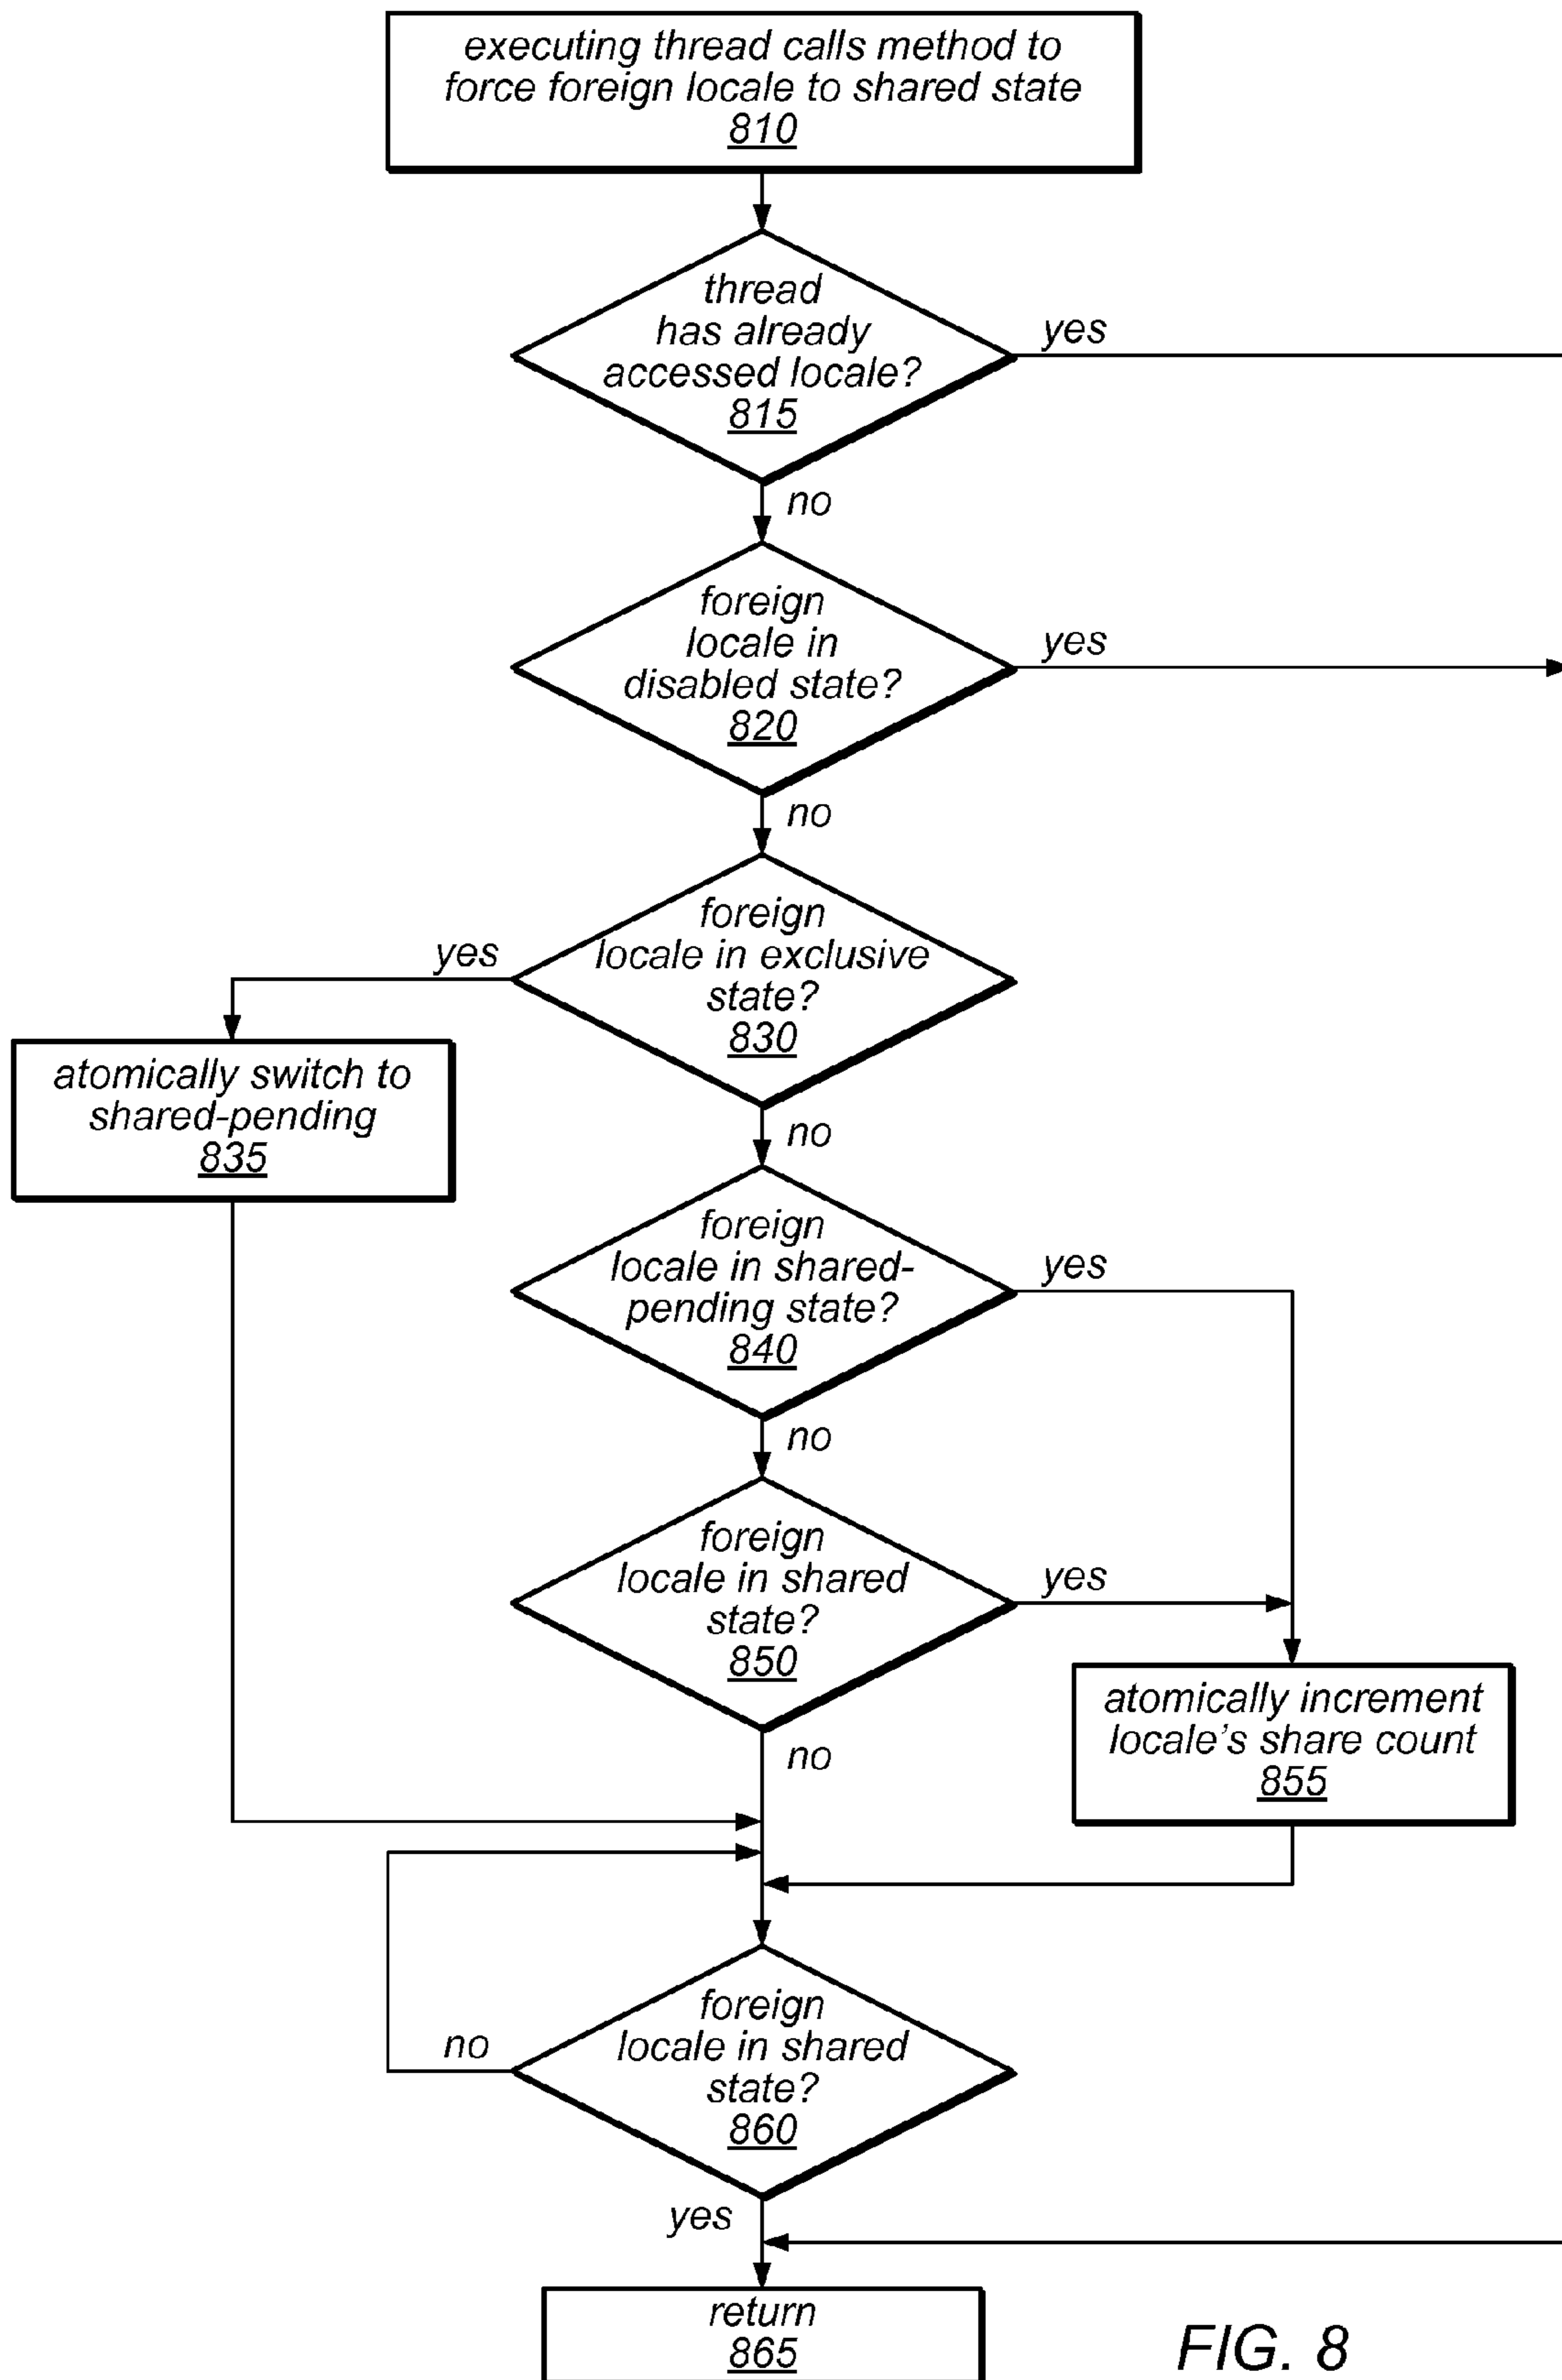 executing thread calls method to
force foreign locale to shared state
810
thread
has already
accessed locale?
815
yes
no
foreign
locale in
disabled state?
820
yes
no
foreign
locale in exclusive
state?
830
yes
atomically switch to
shared-pending
835
no
foreign
locale in shared-
pending state?
840
yes
no
foreign
locale in shared
state?
850
yes
atomically increment
locale's share count
855
no
foreign
locale in shared
state?
860
no
yes
return
865
FIG. 8